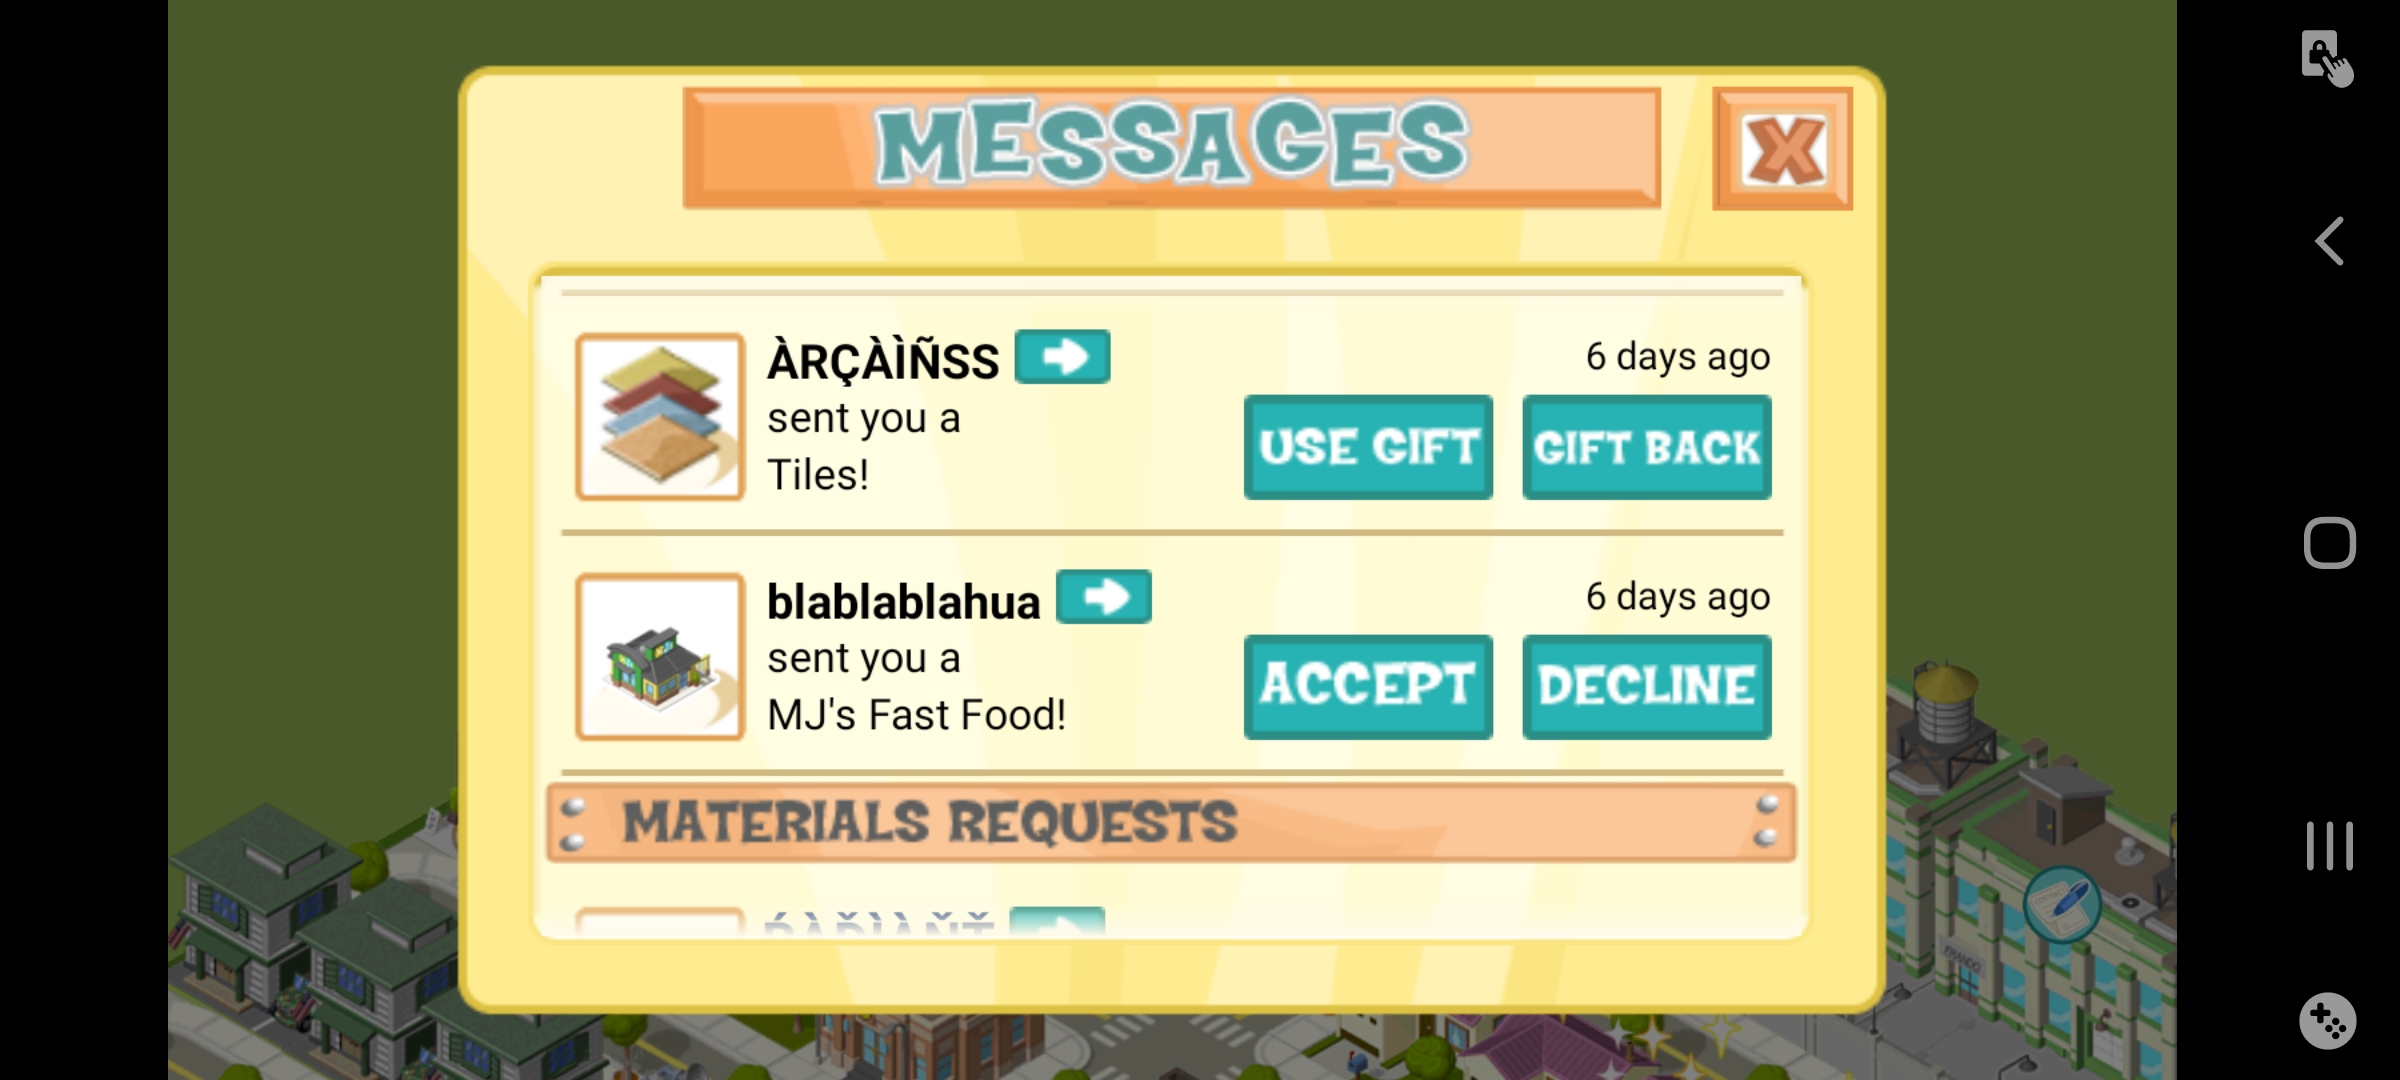 MESSAGES
ÀRÇÀÌÑSS
6 days ago
sent you a
Tiles!
USE GIFT
GIFT BACK
blablablahua
6 days ago
sent you a
MJ's Fast Food!
ACCEPT
DECLINE
MATERIALS REQUESTS